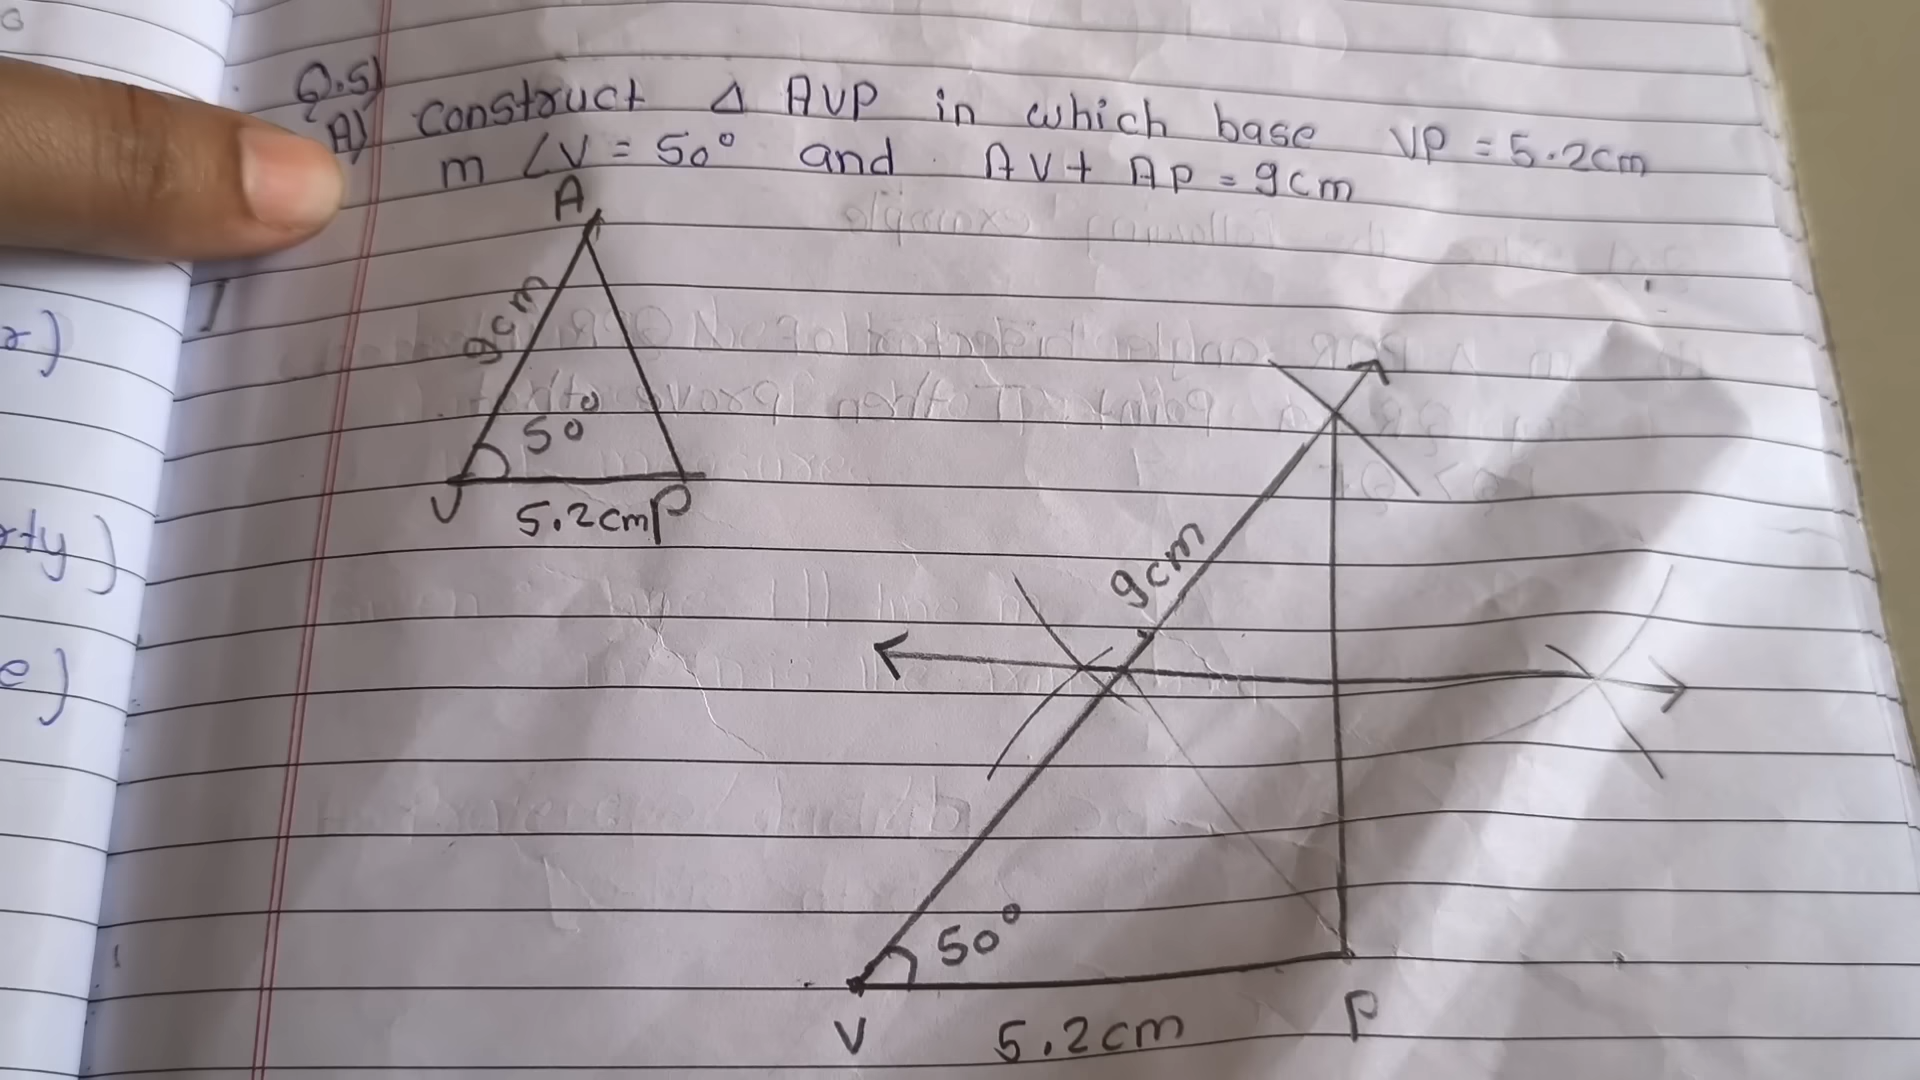 Q.5)
A) construct Δ AVP in which base VP = 5.2cm
m ∠V = 50° and AV + AP = 9cm
A
9cm
50°
V 5.2cm P
9cm
50°
V 5.2cm P
r)
rty)
e)